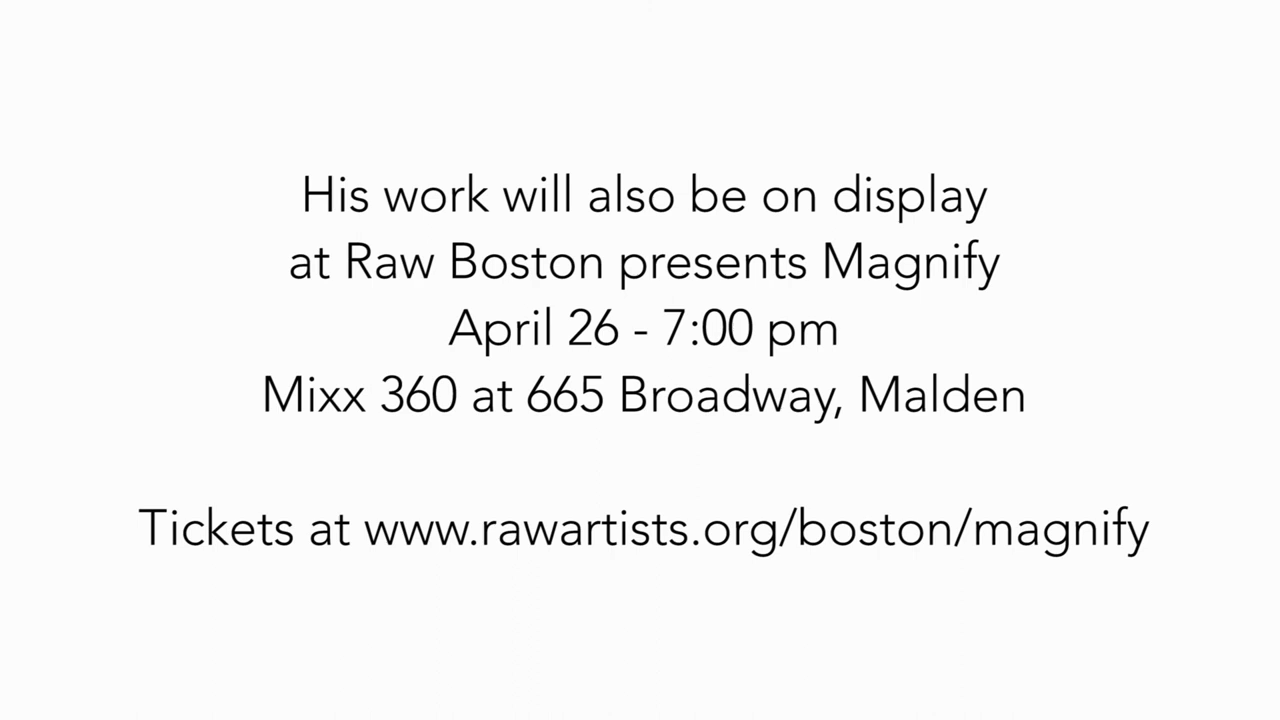 His work will also be on display
at Raw Boston presents Magnify
April 26 - 7:00 pm
Mixx 360 at 665 Broadway, Malden
Tickets at www.rawartists.org/boston/magnify